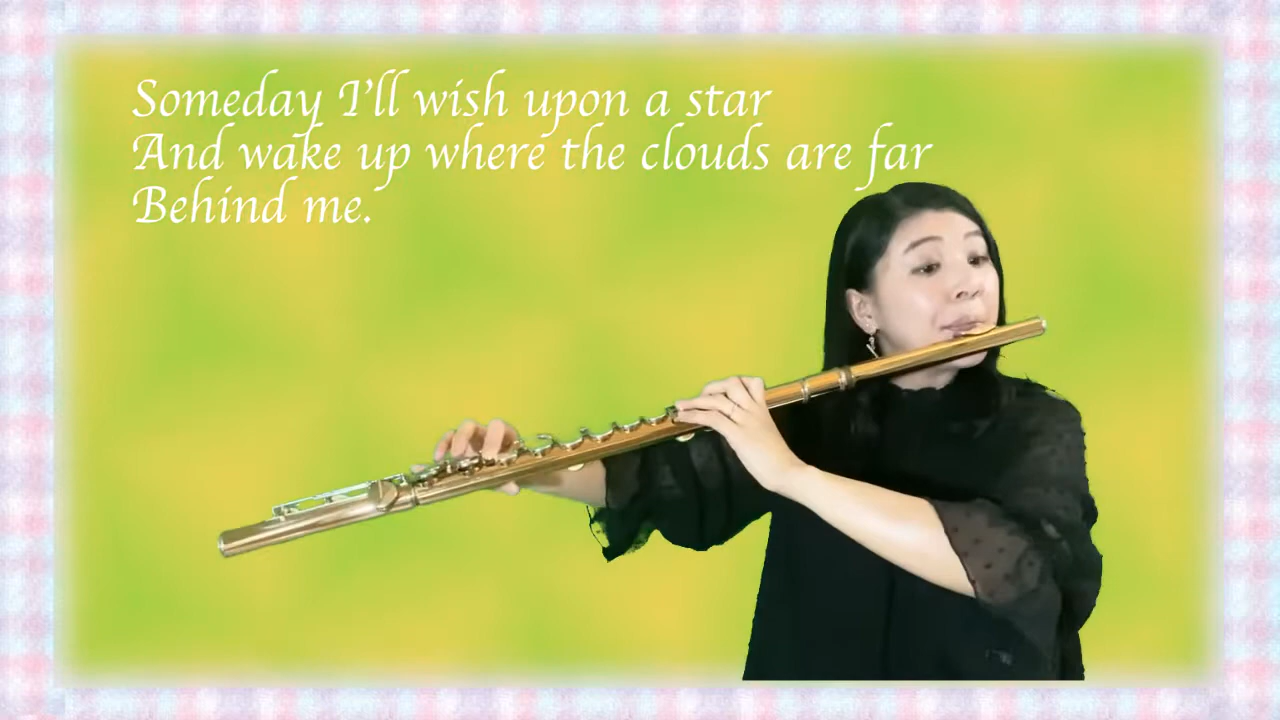 Someday I'll wish upon a star
And wake up where the clouds are far
Behind me.